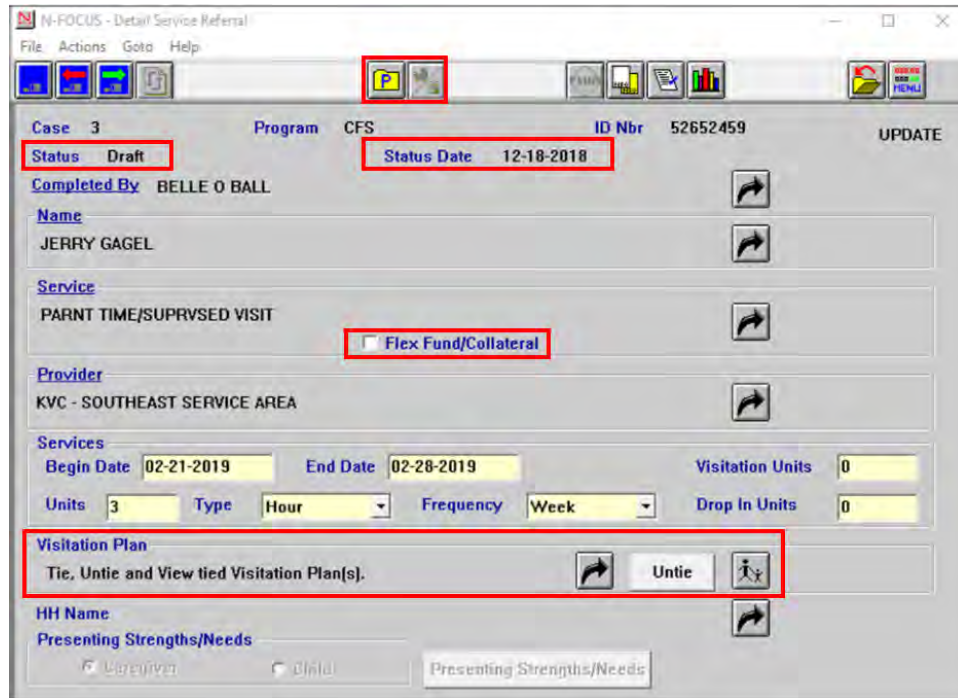 N-FOCUS - Detail Service Referral
File Actions Goto Help
P
MENU
Case 3 Program CFS ID Nbr 52652459 UPDATE
Status Draft Status Date 12-18-2018
Completed By BELLE O BALL
Name
JERRY GAGEL
Service
PARNT TIME/SUPRVSED VISIT
Flex Fund/Collateral
Provider
KVC - SOUTHEAST SERVICE AREA
Services
Begin Date 02-21-2019 End Date 02-28-2019 Visitation Units 0
Units 3 Type Hour Frequency Week Drop In Units 0
Visitation Plan
Tie, Untie and View tied Visitation Plan(s). Untie
HH Name
Presenting Strengths/Needs
Caregiver Child Presenting Strengths/Needs